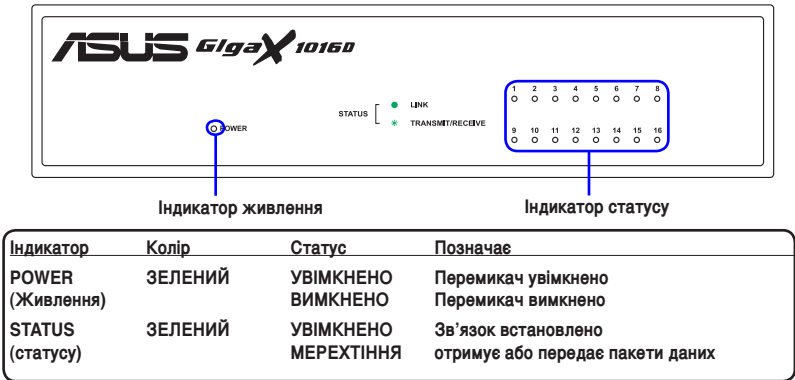 ASUS GigaX 1016D
1 2 3 4 5 6 7 8
STATUS
LINK
TRANSMIT/RECEIVE
POWER
9 10 11 12 13 14 15 16
Індикатор живлення
Індикатор статусу
Індикатор Колір Статус Позначає
POWER ЗЕЛЕНИЙ УВІМКНЕНО Перемикач увімкнено
(Живлення) ВИМКНЕНО Перемикач вимкнено
STATUS ЗЕЛЕНИЙ УВІМКНЕНО Зв’язок встановлено
(статусу) МЕРЕХТІННЯ отримує або передає пакети даних